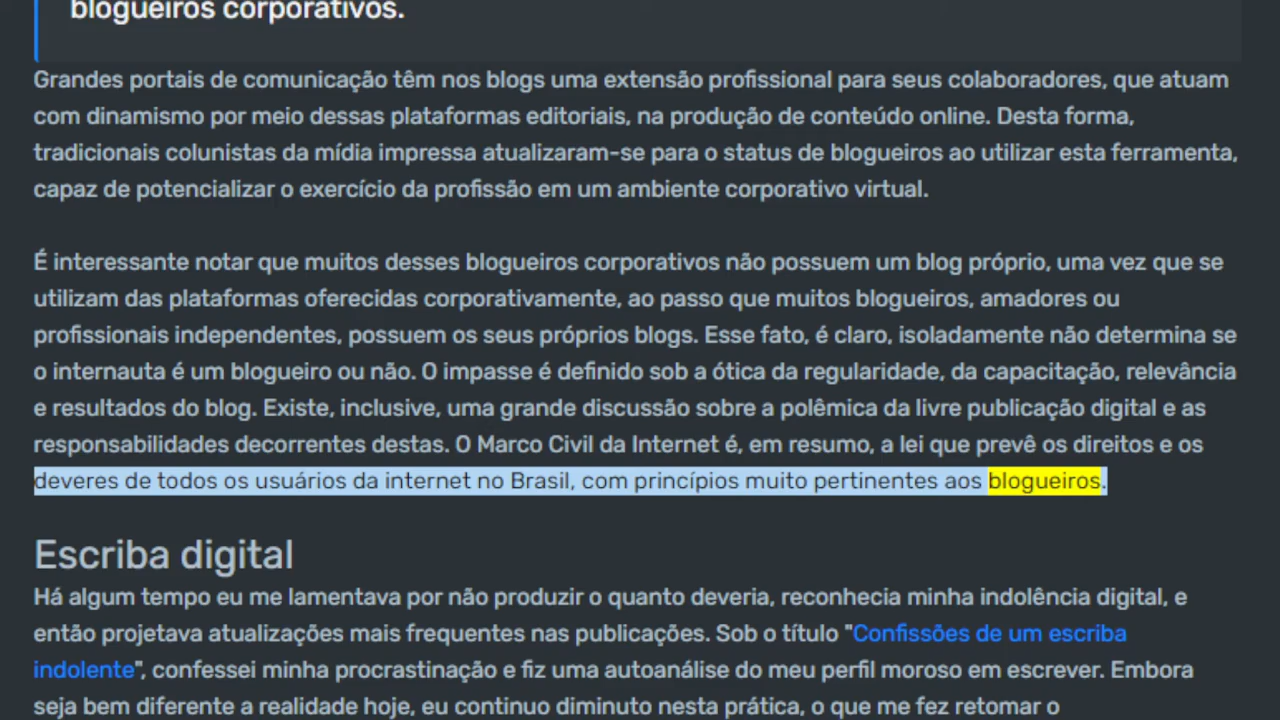 blogueiros corporativos.
Grandes portais de comunicação têm nos blogs uma extensão profissional para seus colaboradores, que atuam
com dinamismo por meio dessas plataformas editoriais, na produção de conteúdo online. Desta forma,
tradicionais colunistas da mídia impressa atualizaram-se para o status de blogueiros ao utilizar esta ferramenta,
capaz de potencializar o exercício da profissão em um ambiente corporativo virtual.
É interessante notar que muitos desses blogueiros corporativos não possuem um blog próprio, uma vez que se
utilizam das plataformas oferecidas corporativamente, ao passo que muitos blogueiros, amadores ou
profissionais independentes, possuem os seus próprios blogs. Esse fato, é claro, isoladamente não determina se
o internauta é um blogueiro ou não. O impasse é definido sob a ótica da regularidade, da capacitação, relevância
e resultados do blog. Existe, inclusive, uma grande discussão sobre a polêmica da livre publicação digital e as
responsabilidades decorrentes destas. O Marco Civil da Internet é, em resumo, a lei que prevê os direitos e os
deveres de todos os usuários da internet no Brasil, com princípios muito pertinentes aos blogueiros.
Escriba digital
Há algum tempo eu me lamentava por não produzir o quanto deveria, reconhecia minha indolência digital, e
então projetava atualizações mais frequentes nas publicações. Sob o título "Confissões de um escriba
indolente", confessei minha procrastinação e fiz uma autoanálise do meu perfil moroso em escrever. Embora
seja bem diferente a realidade hoje, eu continuo diminuto nesta prática, o que me fez retomar o